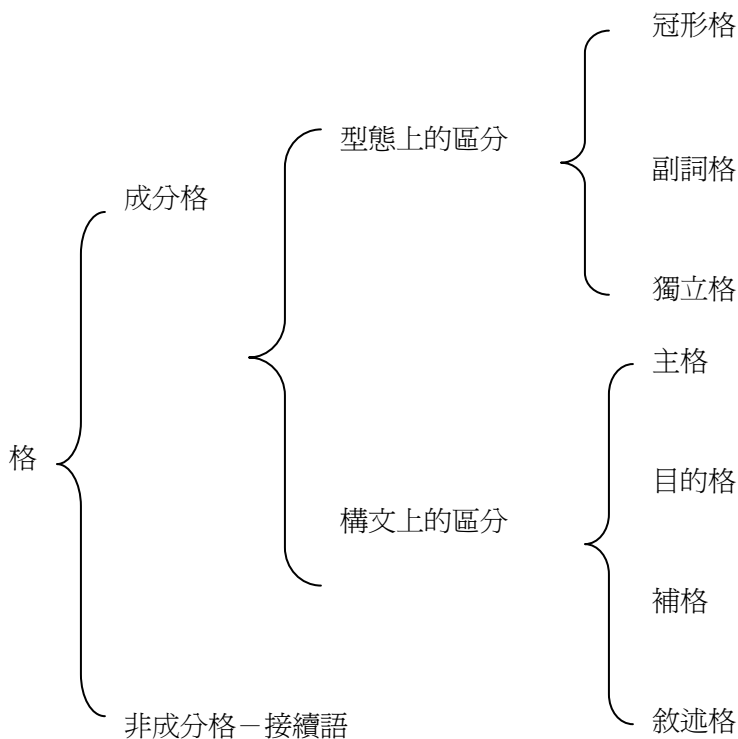 冠形格
型態上的區分
副詞格
成分格
獨立格
主格
格
目的格
構文上的區分
補格
非成分格－接續語
敘述格